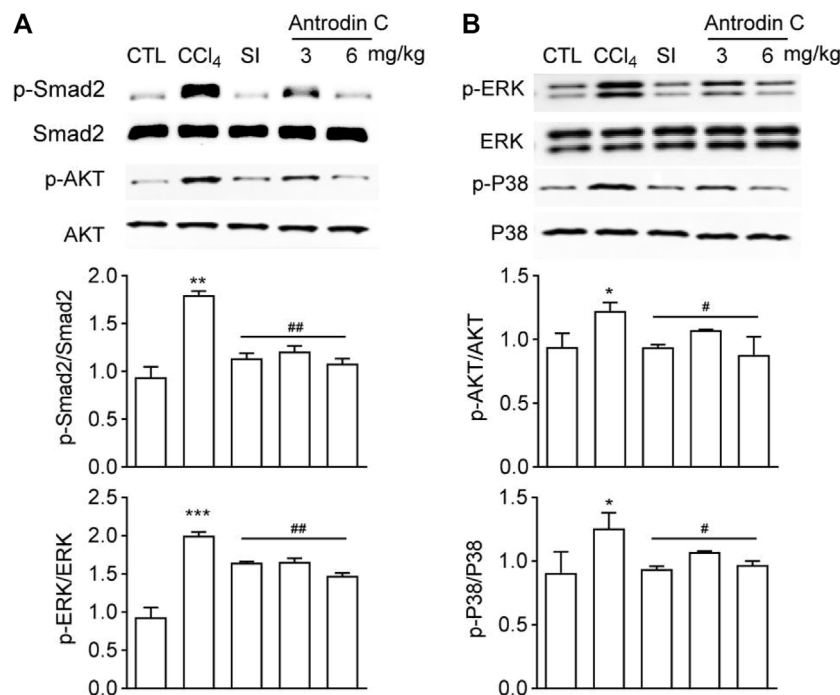 A
Antrodin C
CTL CCl4 SI 3 6 mg/kg
p-Smad2
Smad2
p-AKT
AKT
B
Antrodin C
CTL CCl4 SI 3 6 mg/kg
p-ERK
ERK
p-P38
P38
p-Smad2/Smad2
2.0
1.5
1.0
0.5
0.0
**
##
p-AKT/AKT
1.5
1.0
0.5
0.0
*
#
p-ERK/ERK
2.5
2.0
1.5
1.0
0.5
0.0
***
##
p-P38/P38
1.5
1.0
0.5
0.0
*
#